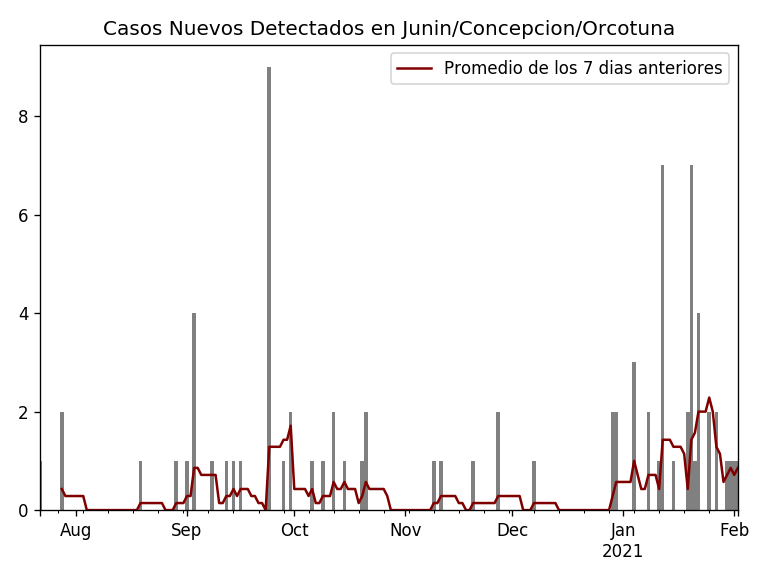 Casos Nuevos Detectados en Junin/Concepcion/Orcotuna
Promedio de los 7 dias anteriores
8
6
4
2
0
Aug Sep Oct Nov Dec Jan Feb
2021